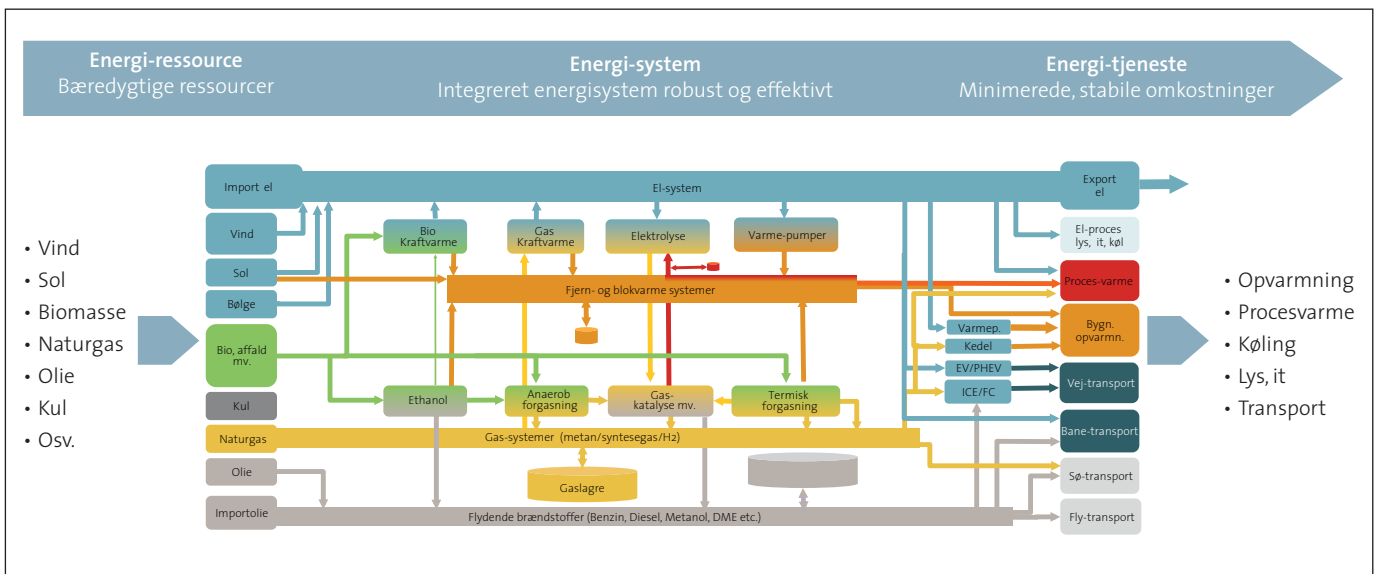 Energi-ressource
Bæredygtige ressourcer
Energi-system
Integreret energisystem robust og effektivt
Energi-tjeneste
Minimerede, stabile omkostninger
• Vind
• Sol
• Biomasse
• Naturgas
• Olie
• Kul
• Osv.
Import el
El-system
Export
el
Vind
Sol
Bølge
Bio, affald
mv.
Kul
Naturgas
Olie
Importolie
Bio
Kraftvarme
Gas
Kraftvarme
Elektrolyse
Varme-pumper
Fjern- og blokvarme systemer
Ethanol
Anaerob
forgasning
Gas-
katalyse mv.
Termisk
forgasning
Gas-systemer (metan/syntesegas/H2)
Gaslagre
Flydende brændstoffer (Benzin, Diesel, Metanol, DME etc.)
Varmep.
Kedel
EV/PHEV
ICE/FC
El-proces
lys, it, køl
Proces-varme
Bygn.
opvarmn.
Vej-transport
Bane-transport
Sø-transport
Fly-transport
• Opvarmning
• Procesvarme
• Køling
• Lys, it
• Transport